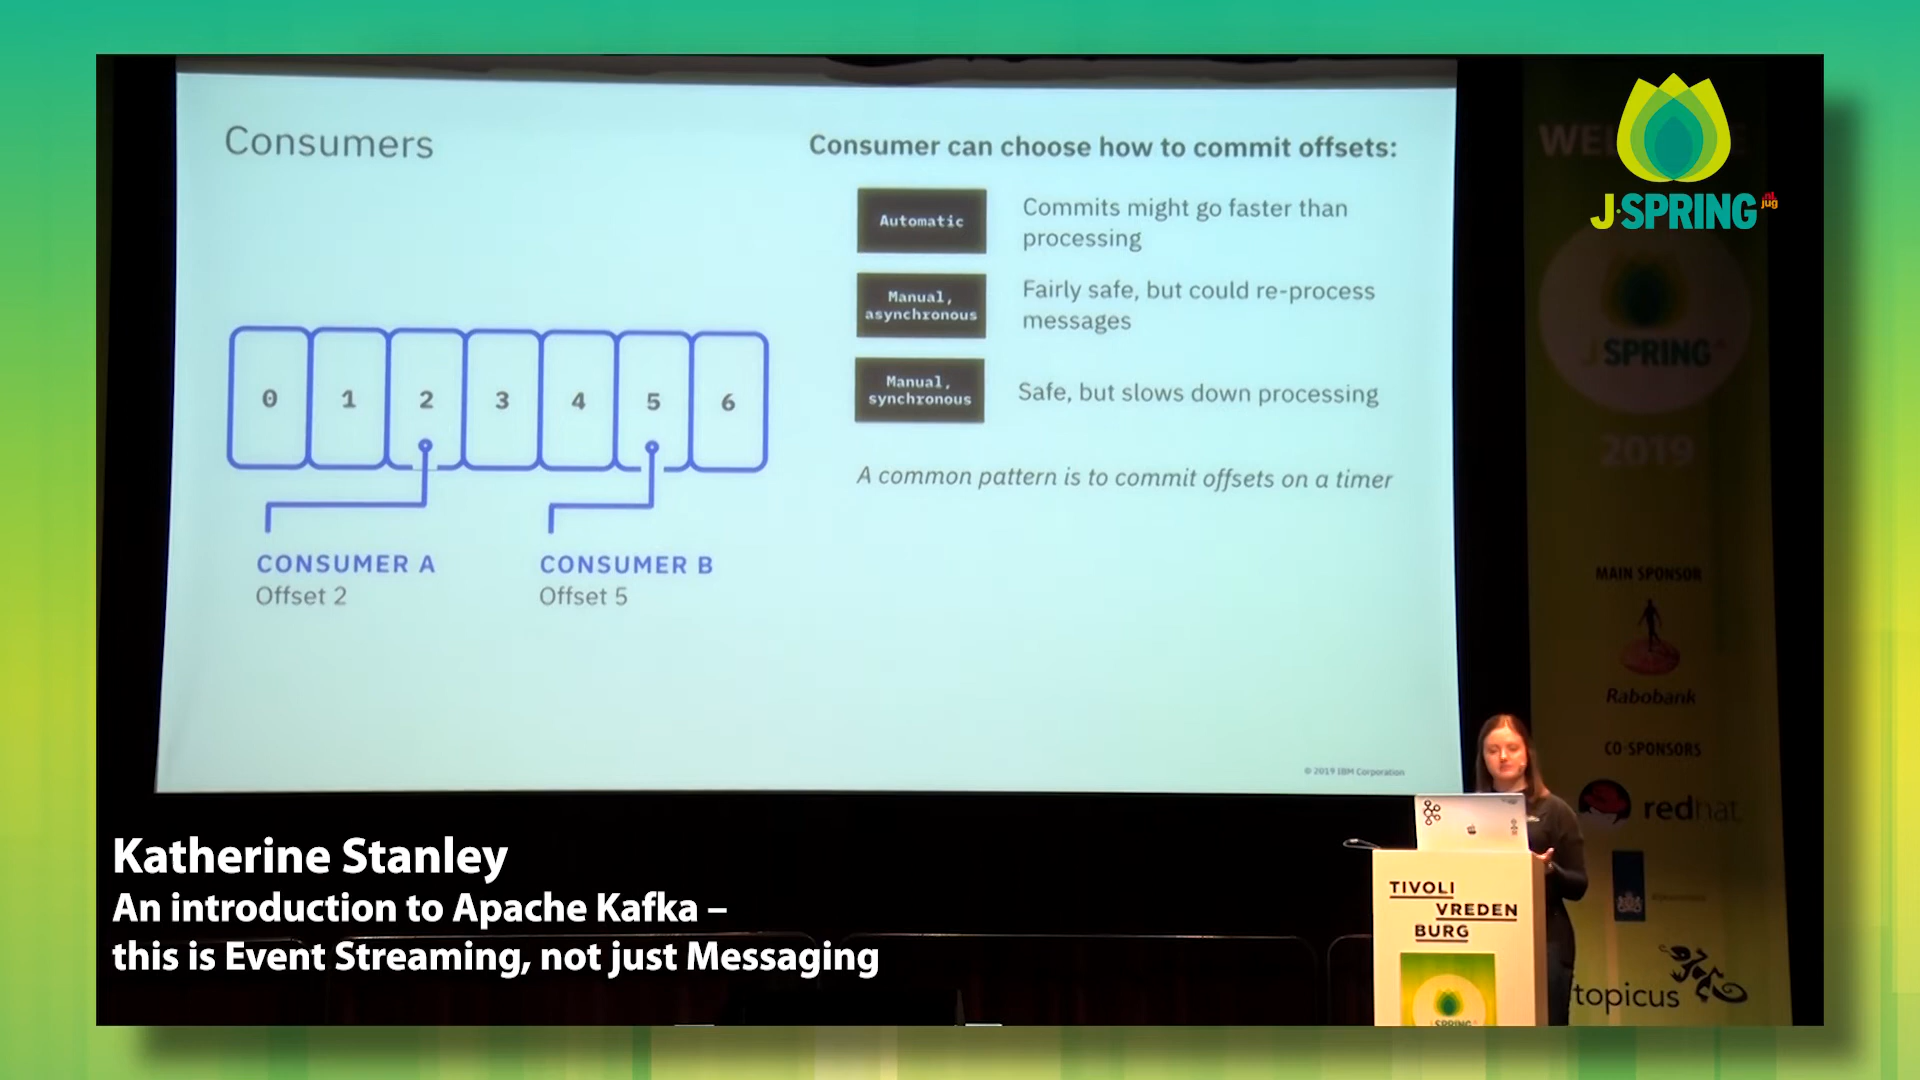 Consumers
Consumer can choose how to commit offsets:
Automatic
Commits might go faster than
processing
Manual,
asynchronous
Fairly safe, but could re-process
messages
Manual,
synchronous
Safe, but slows down processing
A common pattern is to commit offsets on a timer
0 1 2 3 4 5 6
CONSUMER A
Offset 2
CONSUMER B
Offset 5
© 2019 IBM Corporation
J·SPRING
nl
jug
SPRING
2019
MAIN SPONSOR
Rabobank
CO-SPONSORS
redhat
topicus
TIVOLI
VREDEN
BURG
JSPRING
Katherine Stanley
An introduction to Apache Kafka –
this is Event Streaming, not just Messaging